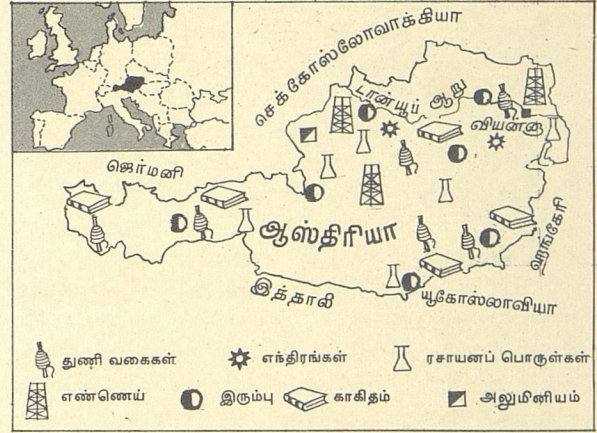 செக்கோஸ்லோவாக்கியா
டான்யூப் ஆறு
வியன்னா
ஜெர்மனி
ஆஸ்திரியா
ஹங்கேரி
இத்தாலி
யூகோஸ்லாவியா
துணி வகைகள் எந்திரங்கள் ரசாயனப் பொருள்கள்
எண்ணெய் இரும்பு காகிதம் அலுமினியம்